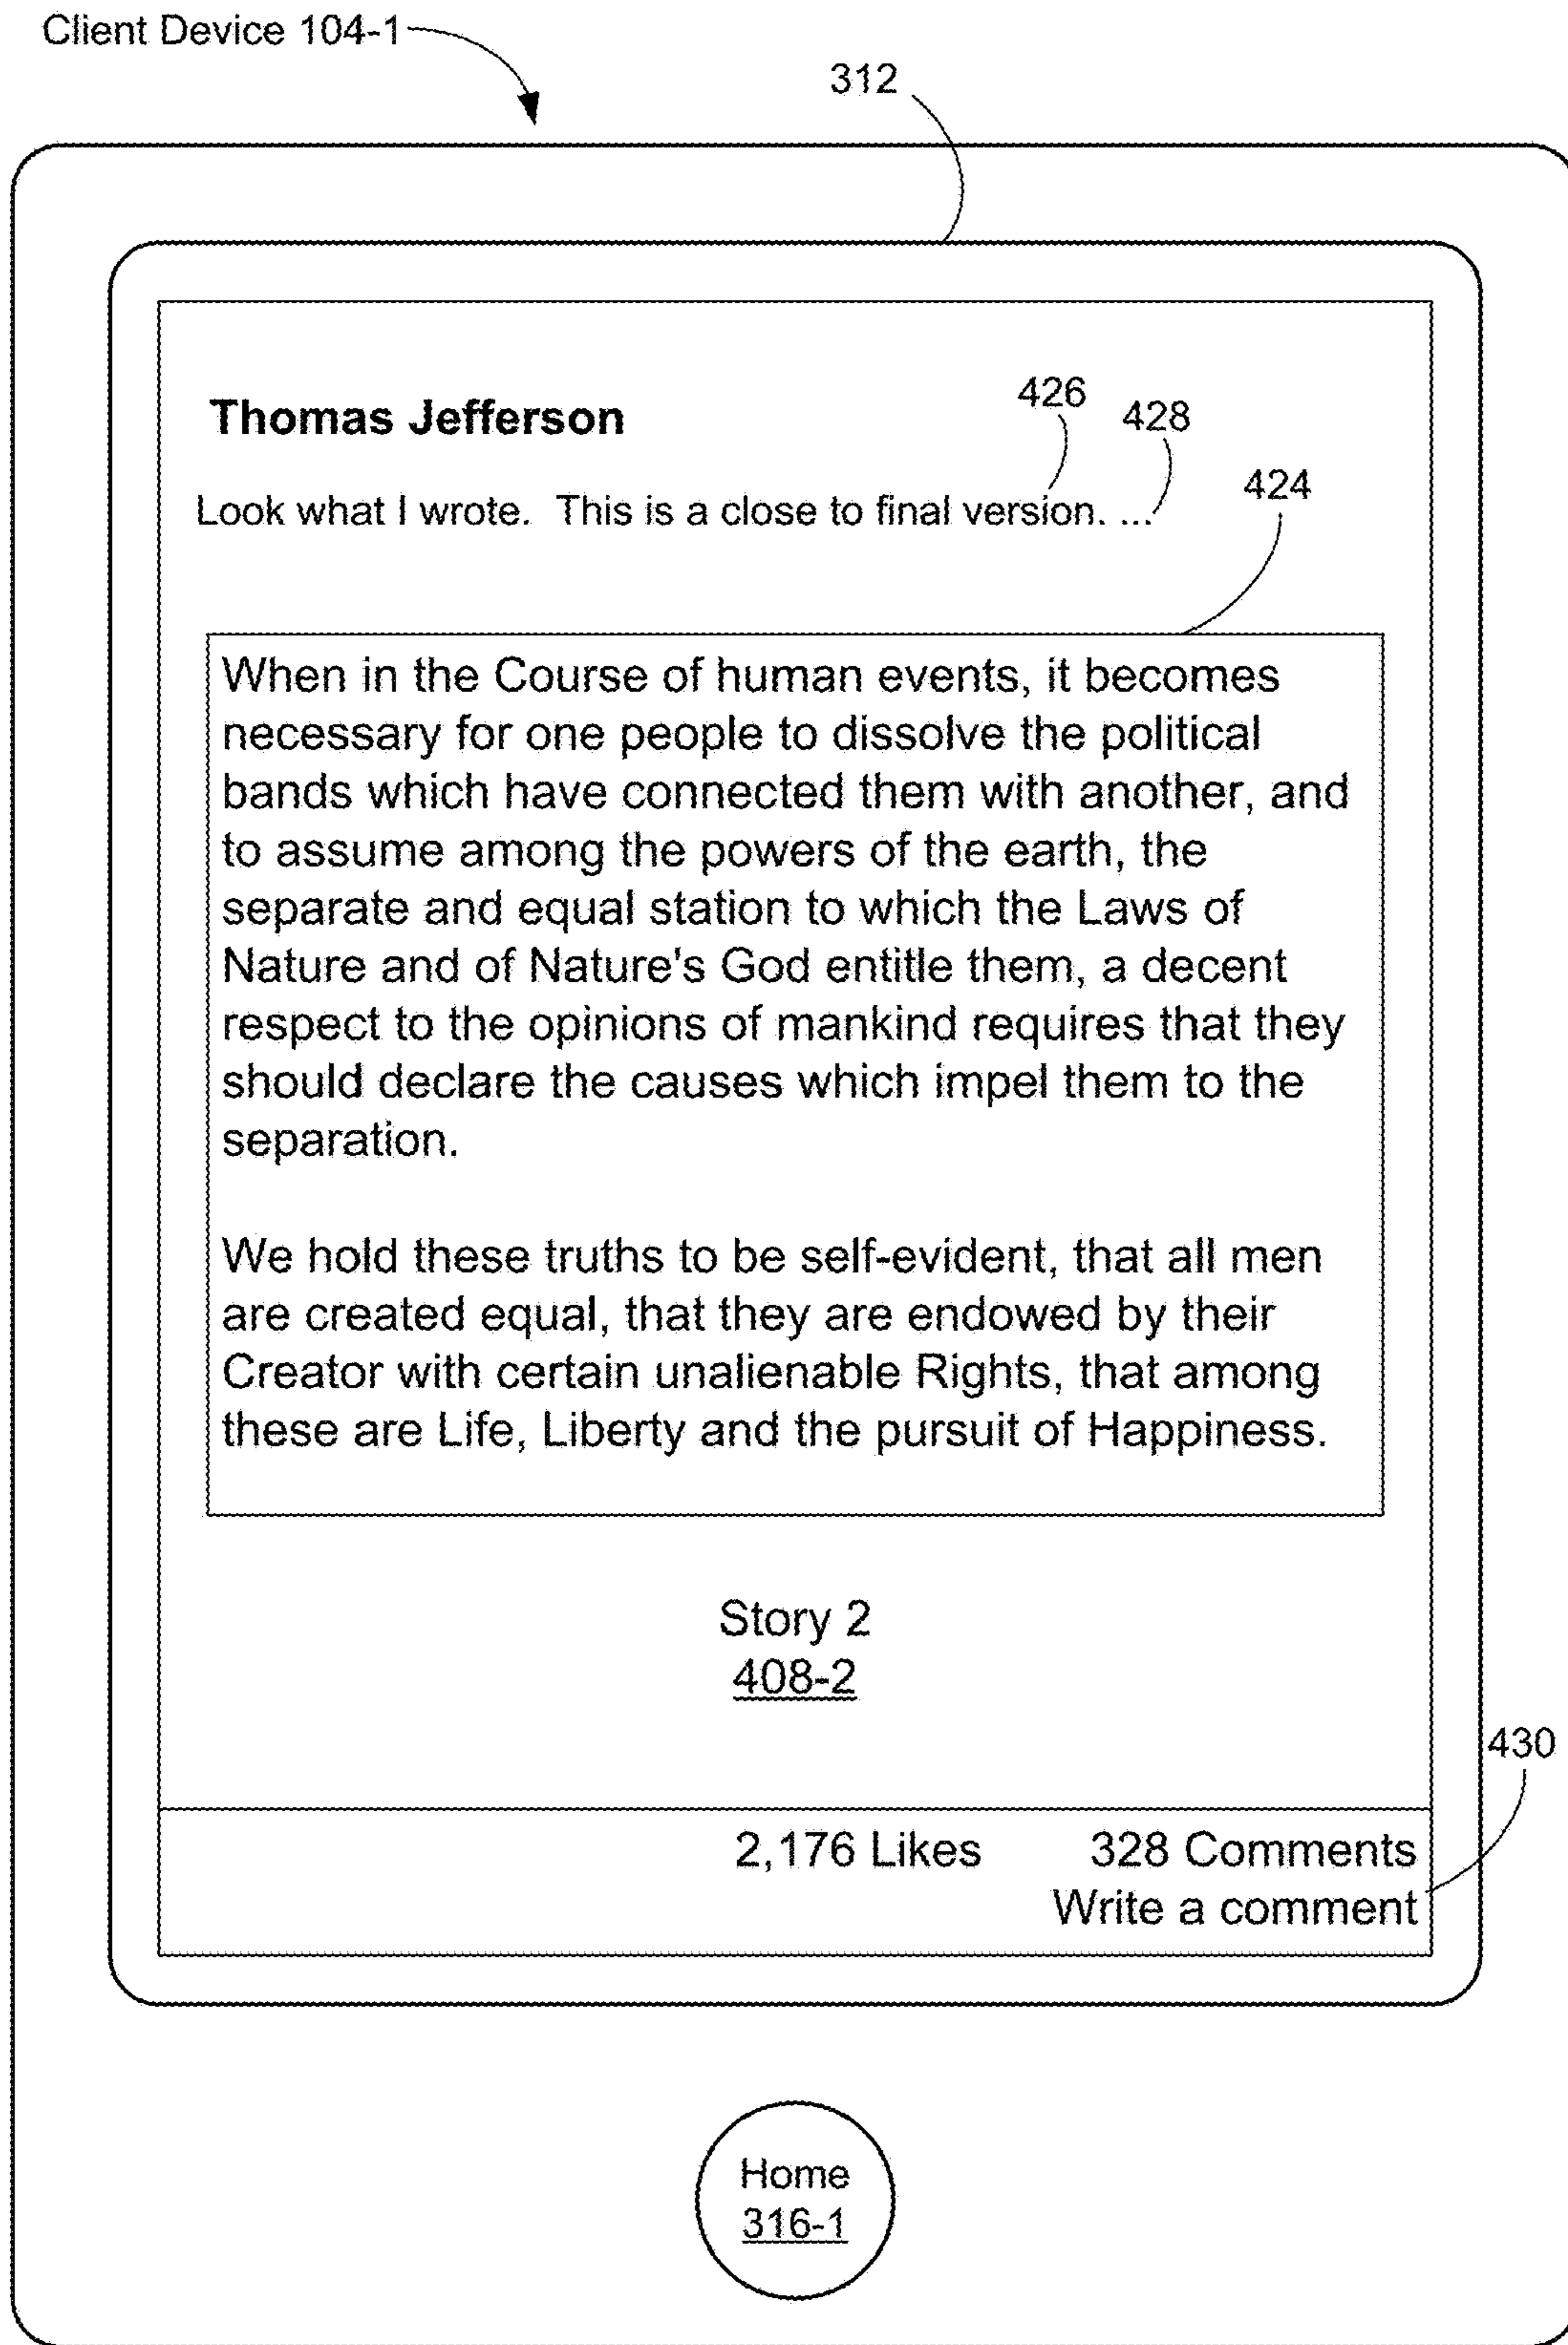 Client Device 104-1
312
Thomas Jefferson
426
428
424
Look what I wrote.  This is a close to final version. ...
When in the Course of human events, it becomes
necessary for one people to dissolve the political
bands which have connected them with another, and
to assume among the powers of the earth, the
separate and equal station to which the Laws of
Nature and of Nature's God entitle them, a decent
respect to the opinions of mankind requires that they
should declare the causes which impel them to the
separation.
We hold these truths to be self-evident, that all men
are created equal, that they are endowed by their
Creator with certain unalienable Rights, that among
these are Life, Liberty and the pursuit of Happiness.
Story 2
408-2
430
2,176 Likes 328 Comments
Write a comment
Home
316-1